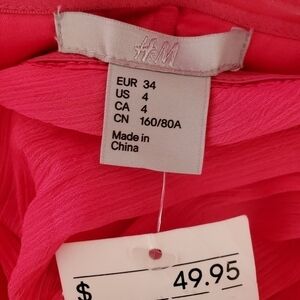 H&M
EUR 34
US 4
CA 4
CN 160/80A
Made in
China
$ 49.95